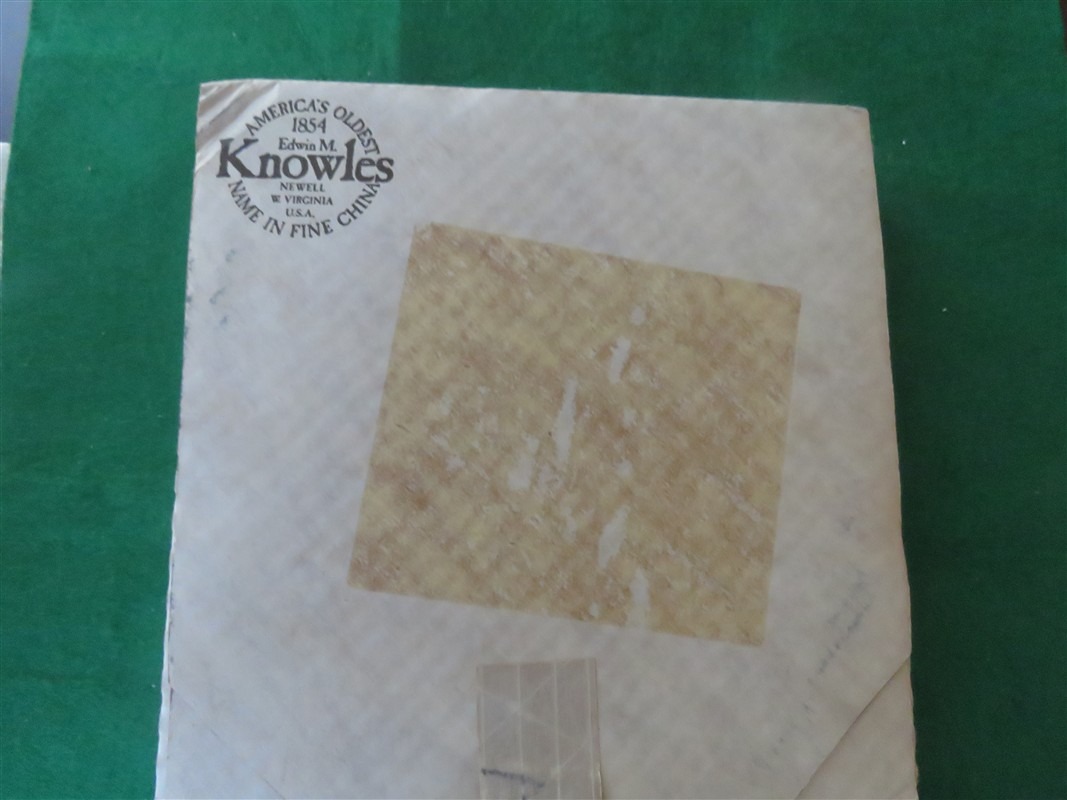 AMERICA'S OLDEST
1854
Edwin M.
Knowles
NEWELL
W. VIRGINIA
U.S.A.
NAME IN FINE CHINA